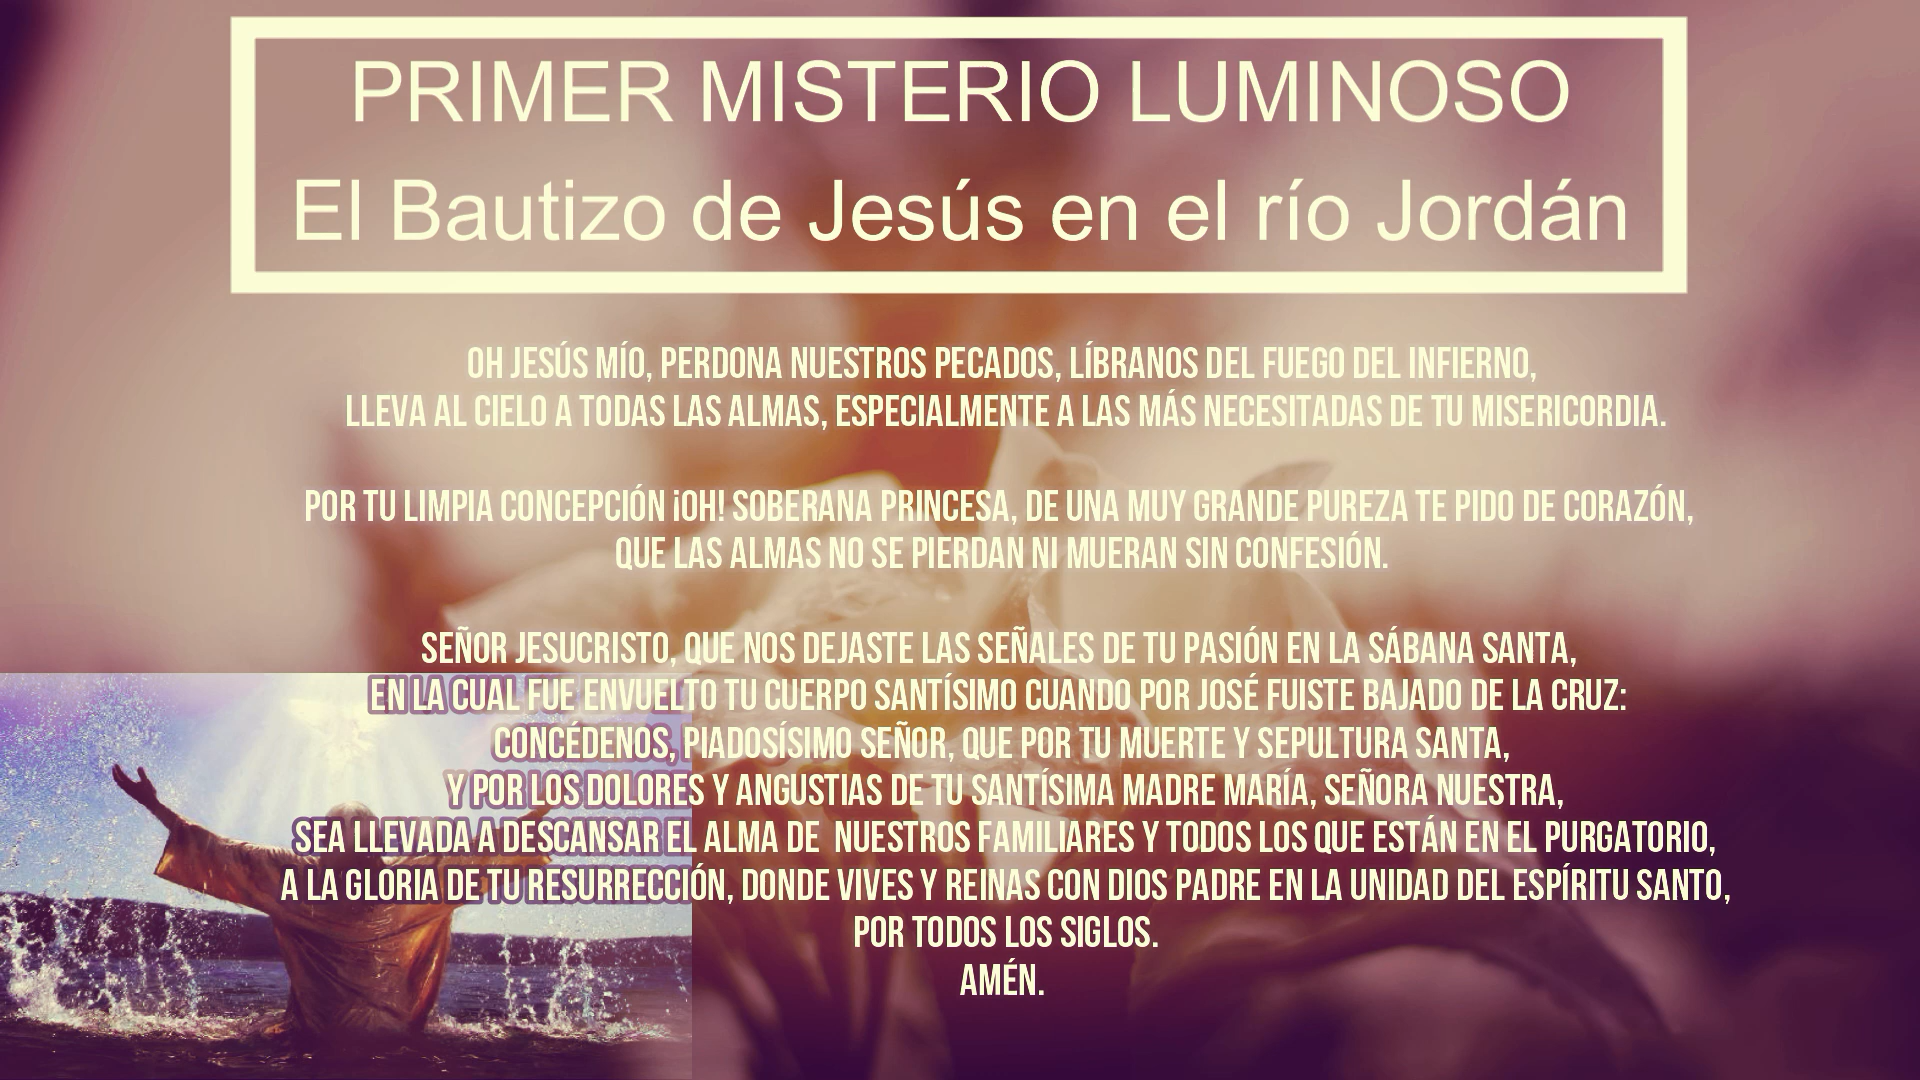 PRIMER MISTERIO LUMINOSO
El Bautizo de Jesús en el río Jordán
OH JESÚS MÍO, PERDONA NUESTROS PECADOS, LÍBRANOS DEL FUEGO DEL INFIERNO,
LLEVA AL CIELO A TODAS LAS ALMAS, ESPECIALMENTE A LAS MÁS NECESITADAS DE TU MISERICORDIA.
POR TU LIMPIA CONCEPCIÓN ¡OH! SOBERANA PRINCESA, DE UNA MUY GRANDE PUREZA TE PIDO DE CORAZÓN,
QUE LAS ALMAS NO SE PIERDAN NI MUERAN SIN CONFESIÓN.
SEÑOR JESUCRISTO, QUE NOS DEJASTE LAS SEÑALES DE TU PASIÓN EN LA SÁBANA SANTA,
EN LA CUAL FUE ENVUELTO TU CUERPO SANTÍSIMO CUANDO POR JOSÉ FUISTE BAJADO DE LA CRUZ:
CONCÉDENOS, PIADOSÍSIMO SEÑOR, QUE POR TU MUERTE Y SEPULTURA SANTA,
Y POR LOS DOLORES Y ANGUSTIAS DE TU SANTÍSIMA MADRE MARÍA, SEÑORA NUESTRA,
SEA LLEVADA A DESCANSAR EL ALMA DE NUESTROS FAMILIARES Y TODOS LOS QUE ESTÁN EN EL PURGATORIO,
A LA GLORIA DE TU RESURRECCIÓN, DONDE VIVES Y REINAS CON DIOS PADRE EN LA UNIDAD DEL ESPÍRITU SANTO,
POR TODOS LOS SIGLOS.
AMÉN.